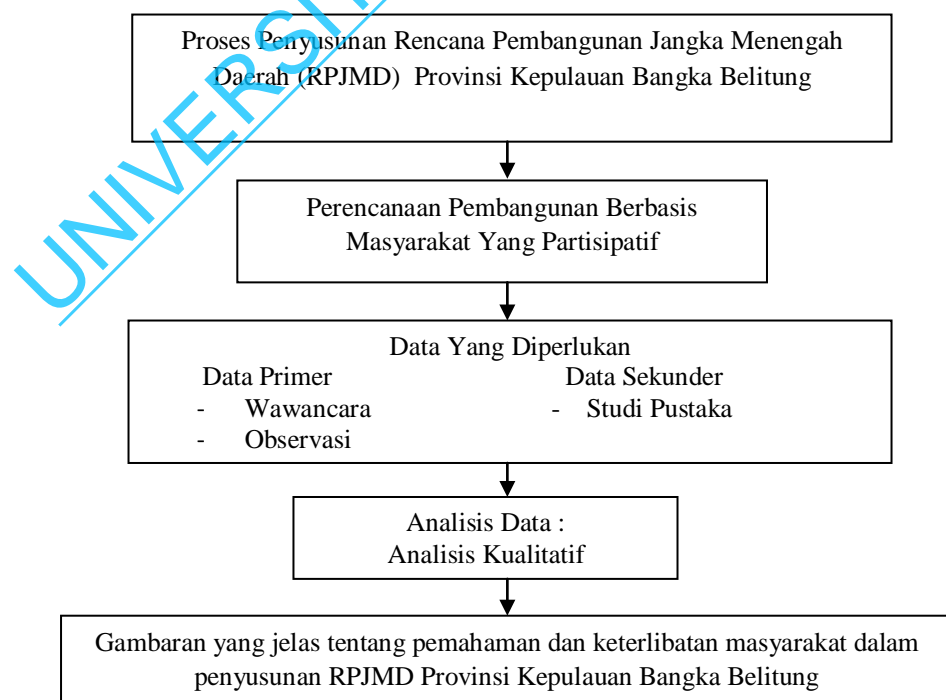 Proses Penyusunan Rencana Pembangunan Jangka Menengah
Daerah (RPJMD) Provinsi Kepulauan Bangka Belitung
Perencanaan Pembangunan Berbasis
Masyarakat Yang Partisipatif
Data Yang Diperlukan
Data Primer Data Sekunder
- Wawancara - Studi Pustaka
- Observasi
Analisis Data :
Analisis Kualitatif
Gambaran yang jelas tentang pemahaman dan keterlibatan masyarakat dalam
penyusunan RPJMD Provinsi Kepulauan Bangka Belitung